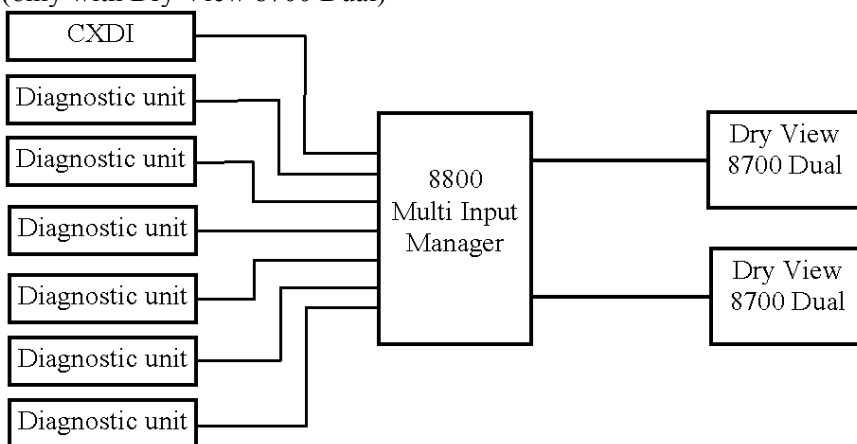 (only with Dry View 8700 Dual)
CXDI
Diagnostic unit
Diagnostic unit
Diagnostic unit
Diagnostic unit
Diagnostic unit
Diagnostic unit
8800
Multi Input
Manager
Dry View
8700 Dual
Dry View
8700 Dual